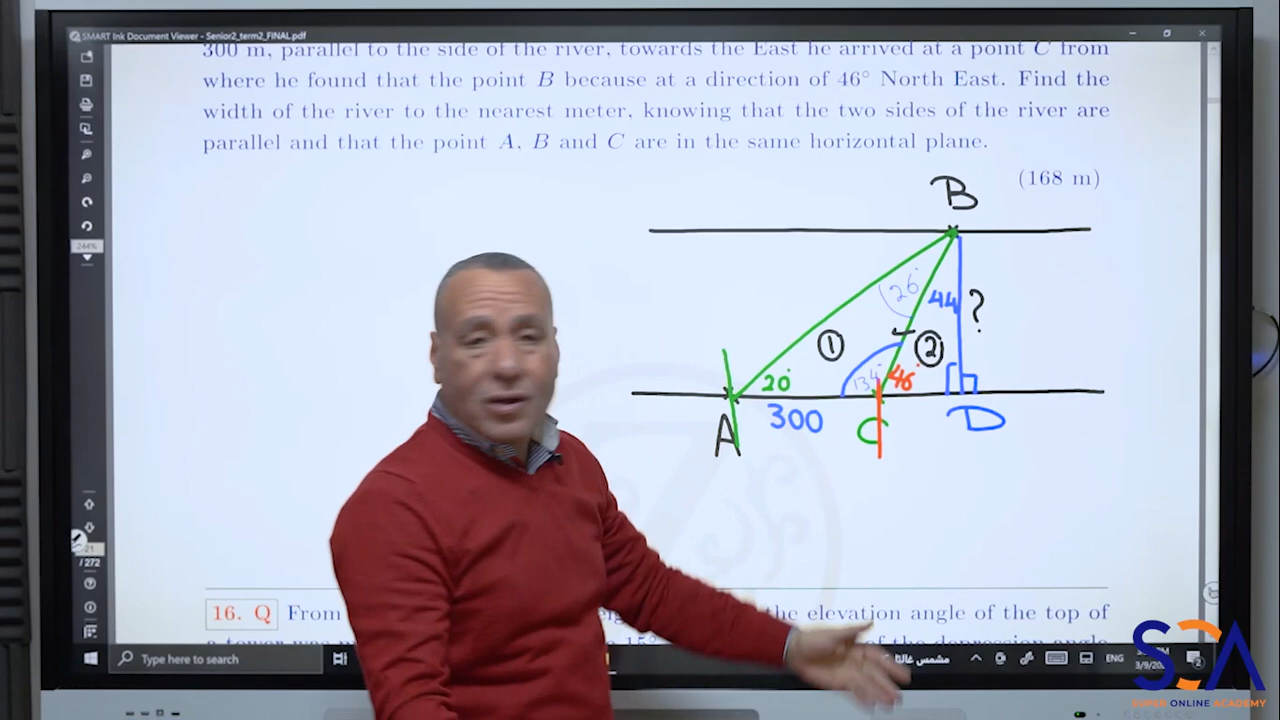 SMART Ink Document Viewer - Senior2_term2_FINAL.pdf
300 m, parallel to the side of the river, towards the East he arrived at a point C from
where he found that the point B because at a direction of 46° North East. Find the
width of the river to the nearest meter, knowing that the two sides of the river are
parallel and that the point A, B and C are in the same horizontal plane.
(168 m)
B
26°
44
?
1
2
20°
134°
46°
A
300
C
D
244%
21
/ 272
16. Q From
the elevation angle of the top of
Type here to search
ENG
SOA
SUPER ONLINE ACADEMY